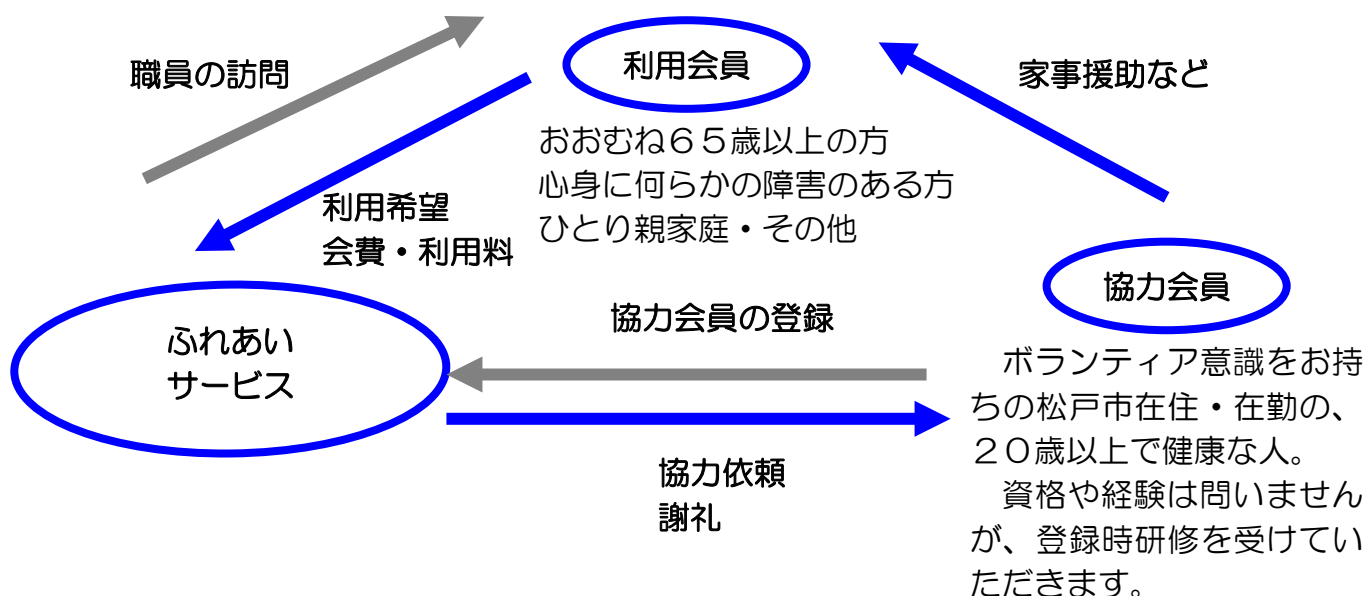 職員の訪問
利用会員
家事援助など
おおむね６５歳以上の方
心身に何らかの障害のある方
ひとり親家庭・その他
利用希望
会費・利用料
ふれあい
サービス
協力会員の登録
協力依頼
謝礼
協力会員
　ボランティア意識をお持
ちの松戸市在住・在勤の、
２０歳以上で健康な人。
　資格や経験は問いません
が、登録時研修を受けてい
ただきます。